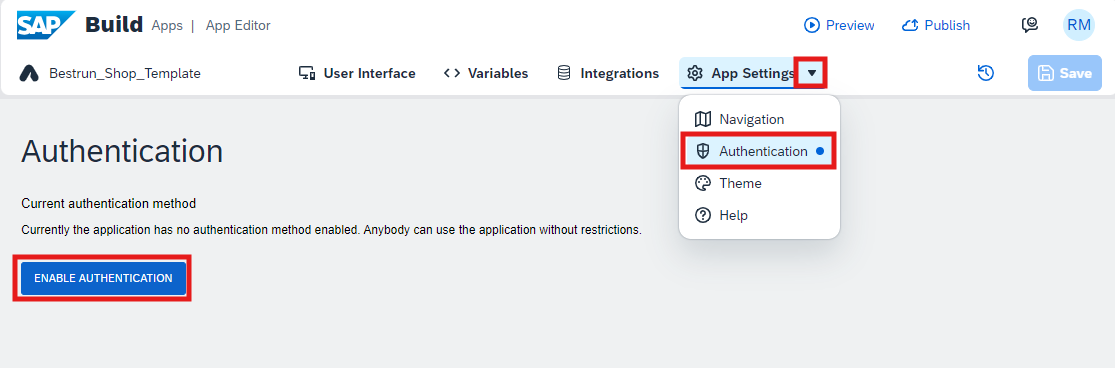 SAP Build Apps | App Editor Preview Publish RM
Bestrun_Shop_Template User Interface Variables Integrations App Settings Save
Navigation
Authentication
Theme
Help
Authentication
Current authentication method
Currently the application has no authentication method enabled. Anybody can use the application without restrictions.
ENABLE AUTHENTICATION